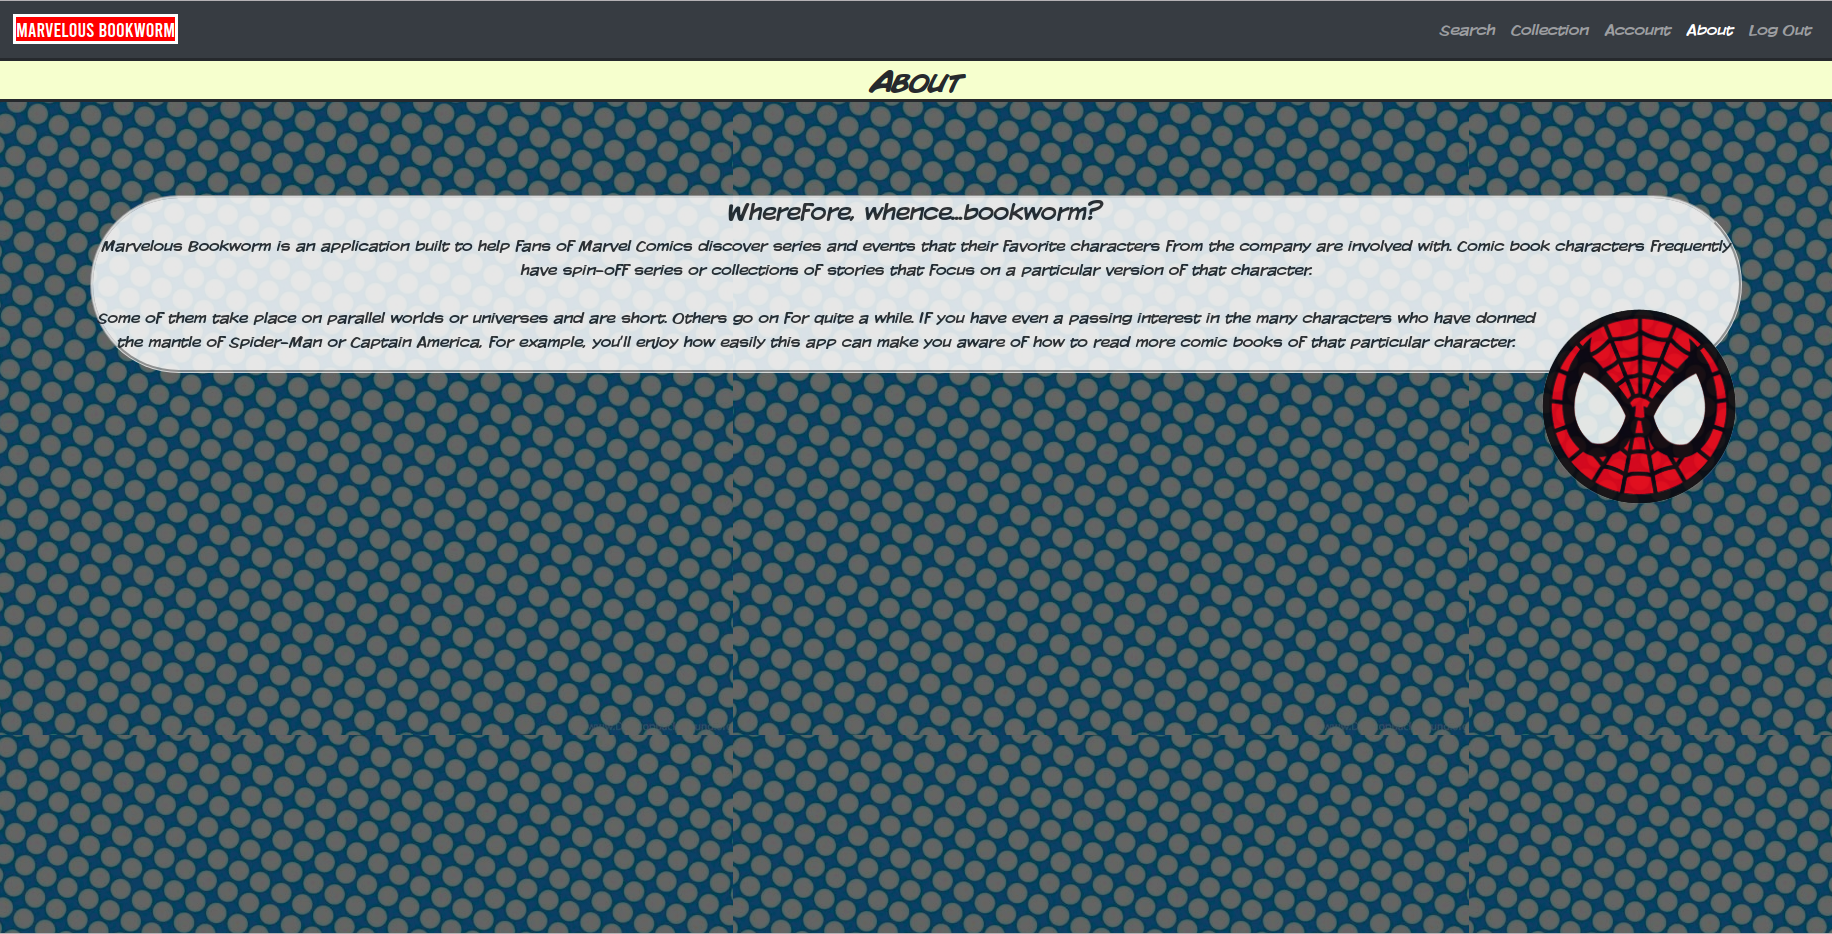 MARVELOUS BOOKWORM
Search Collection Account About Log Out
About
Wherefore, whence...bookworm?
Marvelous Bookworm is an application built to help fans of Marvel Comics discover series and events that their favorite characters from the company are involved with. Comic book characters frequently
have spin-off series or collections of stories that focus on a particular version of that character.
Some of them take place on parallel worlds or universes and are short. Others go on for quite a while. If you have even a passing interest in the many characters who have donned
the mantle of Spider-Man or Captain America, for example, you'll enjoy how easily this app can make you aware of how to read more comic books of that particular character.